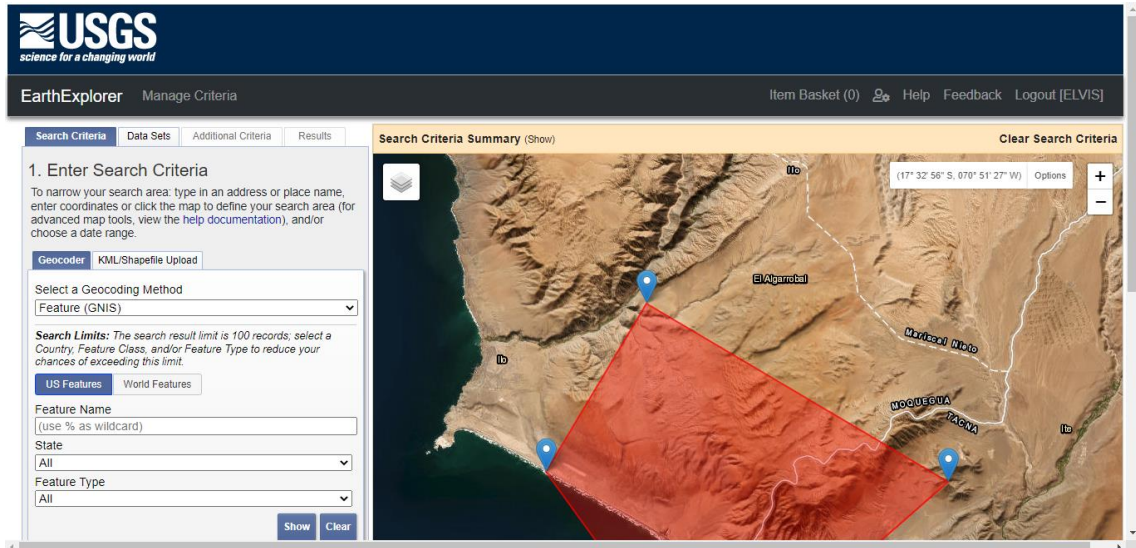 USGS
science for a changing world
EarthExplorer Manage Criteria Item Basket (0) Help Feedback Logout [ELVIS]
Search Criteria Data Sets Additional Criteria Results
1. Enter Search Criteria
To narrow your search area: type in an address or place name,
enter coordinates or click the map to define your search area (for
advanced map tools, view the help documentation), and/or
choose a date range.
Geocoder KML/Shapefile Upload
Select a Geocoding Method
Feature (GNIS)
Search Limits: The search result limit is 100 records; select a
Country, Feature Class, and/or Feature Type to reduce your
chances of exceeding this limit.
US Features World Features
Feature Name
(use % as wildcard)
State
All
Feature Type
All
Show Clear
Search Criteria Summary (Show) Clear Search Criteria
(17° 32' 56" S, 070° 51' 27" W) Options
+
−
Ilo
El Algarrobal
Mariscal Nieto
Ilo
MOQUEGUA
TACNA
Ite